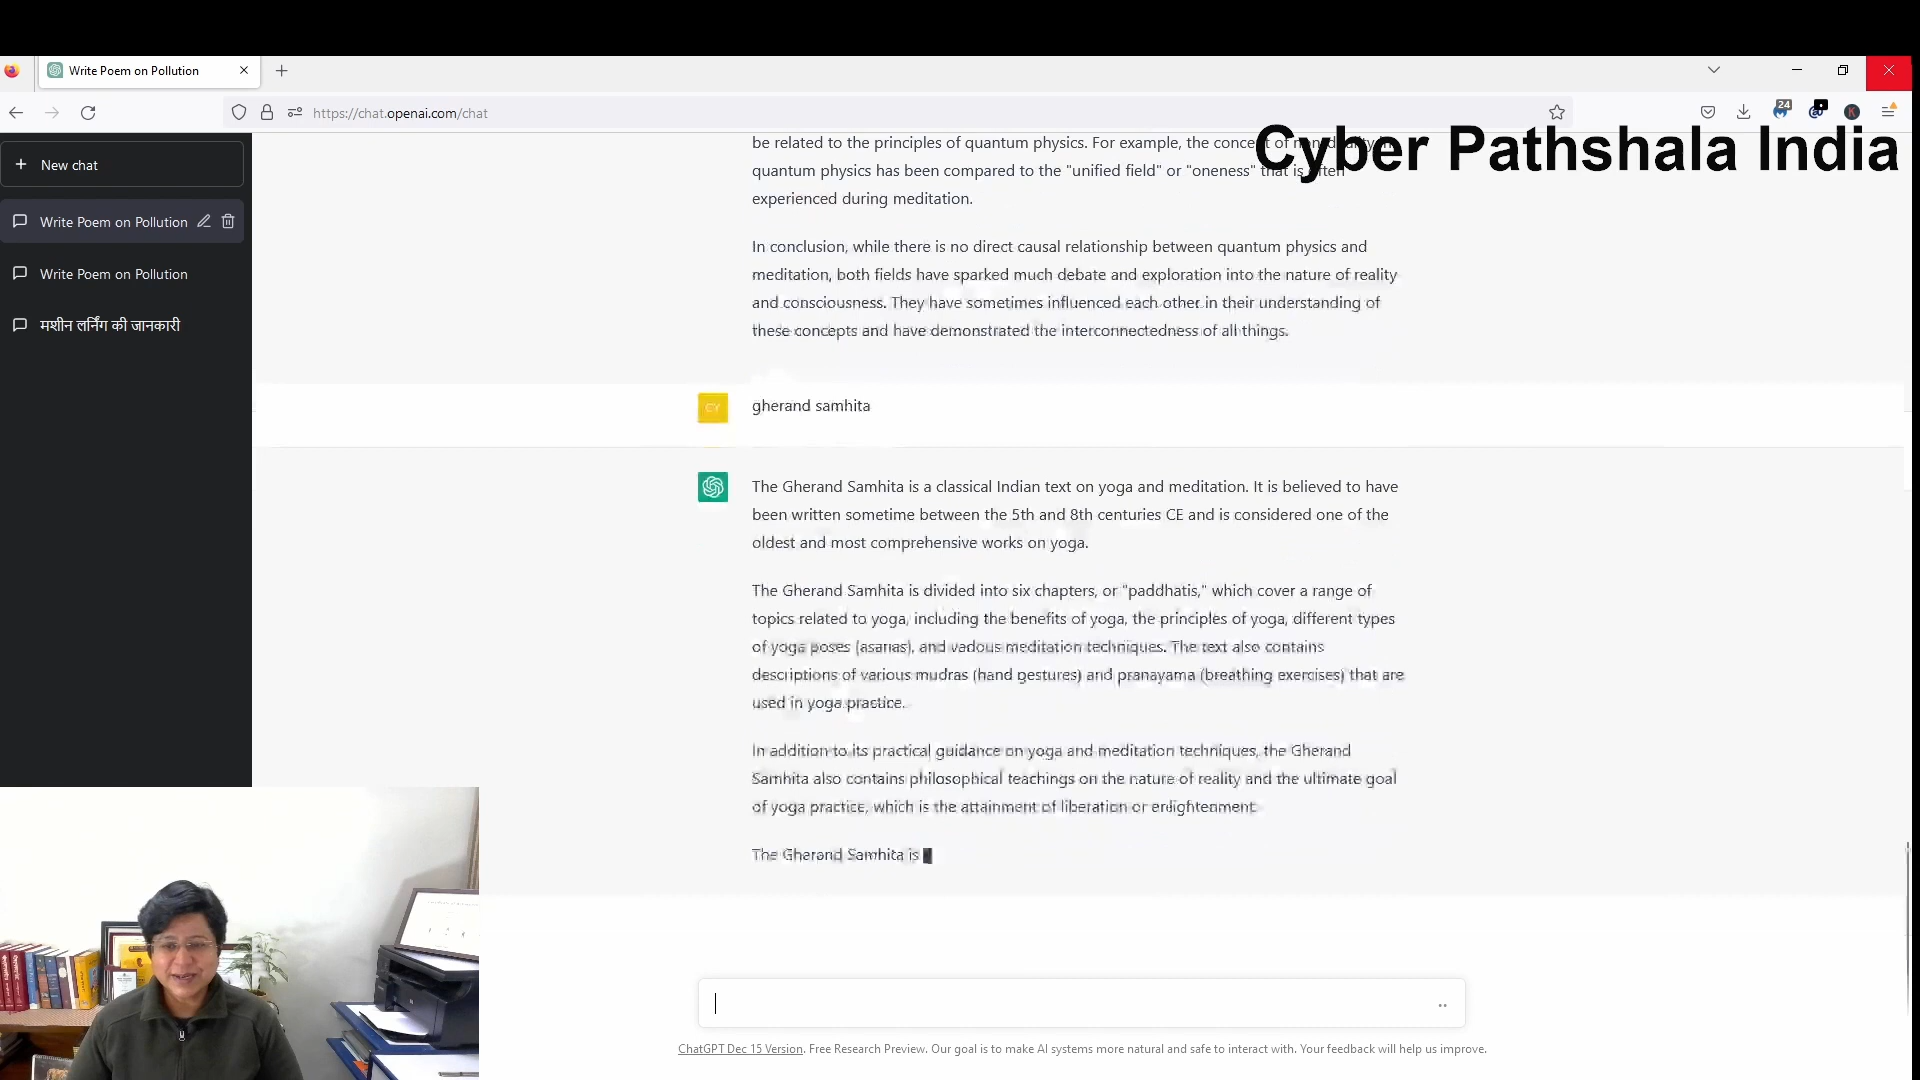 Write Poem on Pollution
https://chat.openai.com/chat
24
Cyber Pathshala India
New chat
Write Poem on Pollution
Write Poem on Pollution
मशीन लर्निंग की जानकारी
be related to the principles of quantum physics. For example, the concept of
quantum physics has been compared to the "unified field" or "oneness" that is often
experienced during meditation.
In conclusion, while there is no direct causal relationship between quantum physics and
meditation, both fields have sparked much debate and exploration into the nature of reality
and consciousness. They have sometimes influenced each other in their understanding of
these concepts and have demonstrated the interconnectedness of all things.
CY
gherand samhita
The Gherand Samhita is a classical Indian text on yoga and meditation. It is believed to have
been written sometime between the 5th and 8th centuries CE and is considered one of the
oldest and most comprehensive works on yoga.
The Gherand Samhita is divided into six chapters, or "paddhatis," which cover a range of
topics related to yoga, including the benefits of yoga, the principles of yoga, different types
of yoga poses (asanas), and various meditation techniques. The text also contains
descriptions of various mudras (hand gestures) and pranayama (breathing exercises) that are
used in yoga practice.
In addition to its practical guidance on yoga and meditation techniques, the Gherand
Samhita also contains philosophical teachings on the nature of reality and the ultimate goal
of yoga practice, which is the attainment of liberation or enlightenment.
The Gherand Samhita is
ChatGPT Dec 15 Version. Free Research Preview. Our goal is to make AI systems more natural and safe to interact with. Your feedback will help us improve.